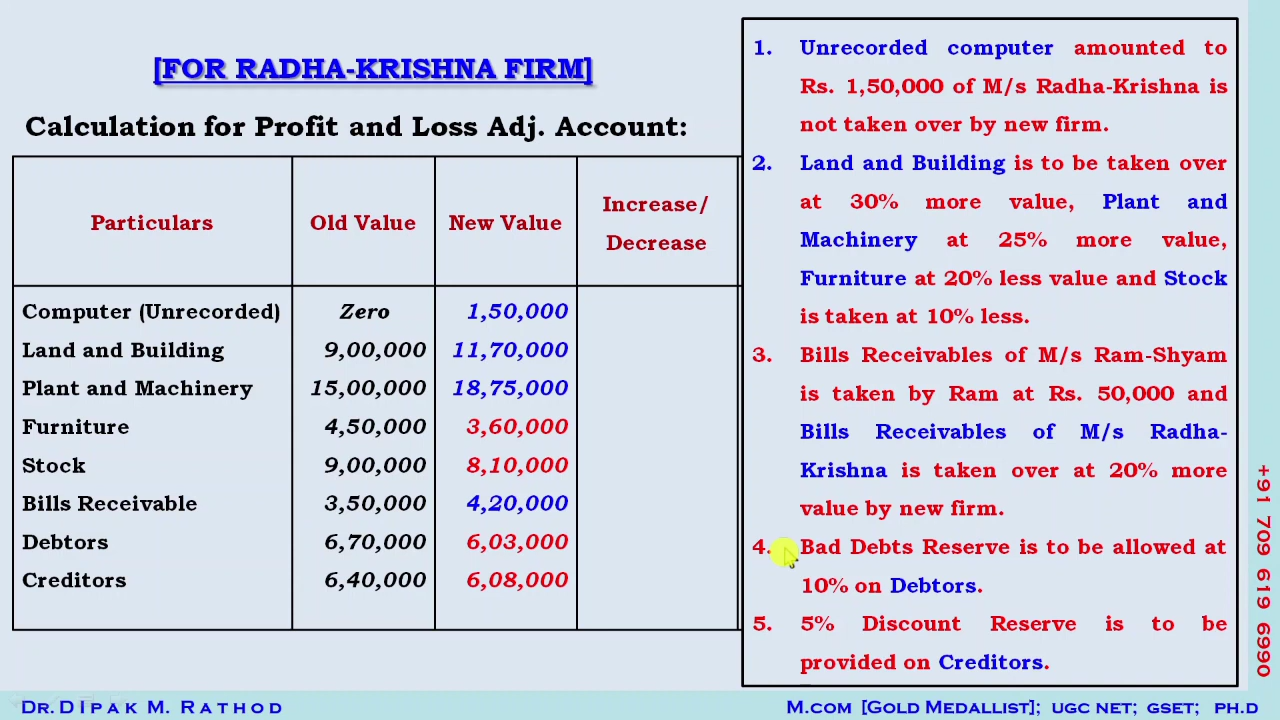 [FOR RADHA-KRISHNA FIRM]
Calculation for Profit and Loss Adj. Account:
Particulars Old Value New Value Increase/
Decrease
Computer (Unrecorded) Zero 1,50,000
Land and Building 9,00,000 11,70,000
Plant and Machinery 15,00,000 18,75,000
Furniture 4,50,000 3,60,000
Stock 9,00,000 8,10,000
Bills Receivable 3,50,000 4,20,000
Debtors 6,70,000 6,03,000
Creditors 6,40,000 6,08,000
1. Unrecorded computer amounted to
Rs. 1,50,000 of M/s Radha-Krishna is
not taken over by new firm.
2. Land and Building is to be taken over
at 30% more value, Plant and
Machinery at 25% more value,
Furniture at 20% less value and Stock
is taken at 10% less.
3. Bills Receivables of M/s Ram-Shyam
is taken by Ram at Rs. 50,000 and
Bills Receivables of M/s Radha-
Krishna is taken over at 20% more
value by new firm.
4. Bad Debts Reserve is to be allowed at
10% on Debtors.
5. 5% Discount Reserve is to be
provided on Creditors.
+91 709 619 6990
DR. DIPAK M. RATHOD
M.COM [GOLD MEDALLIST]; UGC NET; GSET; PH.D